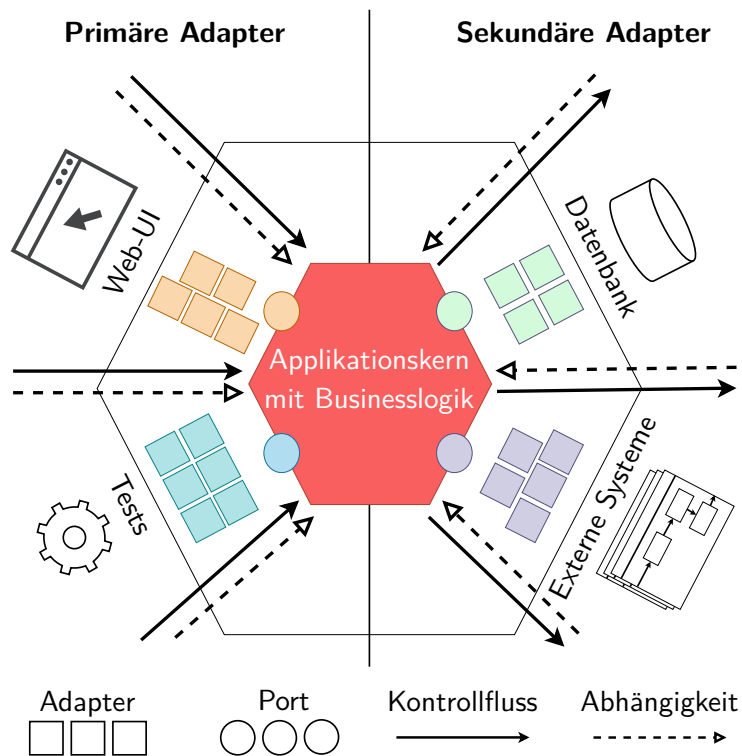 Primäre Adapter
Sekundäre Adapter
Web-UI
Datenbank
Applikationskern
mit Businesslogik
Tests
Externe Systeme
Adapter
Port
Kontrollfluss
Abhängigkeit